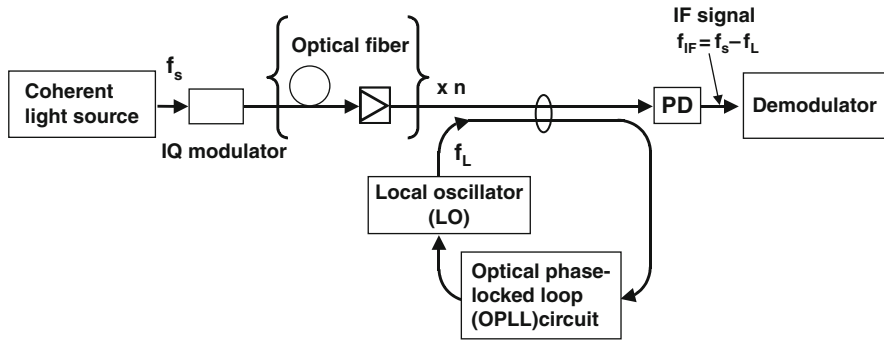 Coherent
light source
f_s
IQ modulator
Optical fiber
x n
f_L
Local oscillator
(LO)
Optical phase-
locked loop
(OPLL)circuit
PD
IF signal
f_IF=f_s–f_L
Demodulator